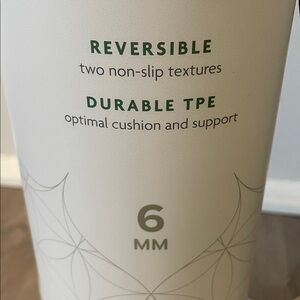 REVERSIBLE
two non-slip textures
DURABLE TPE
optimal cushion and support
6
MM